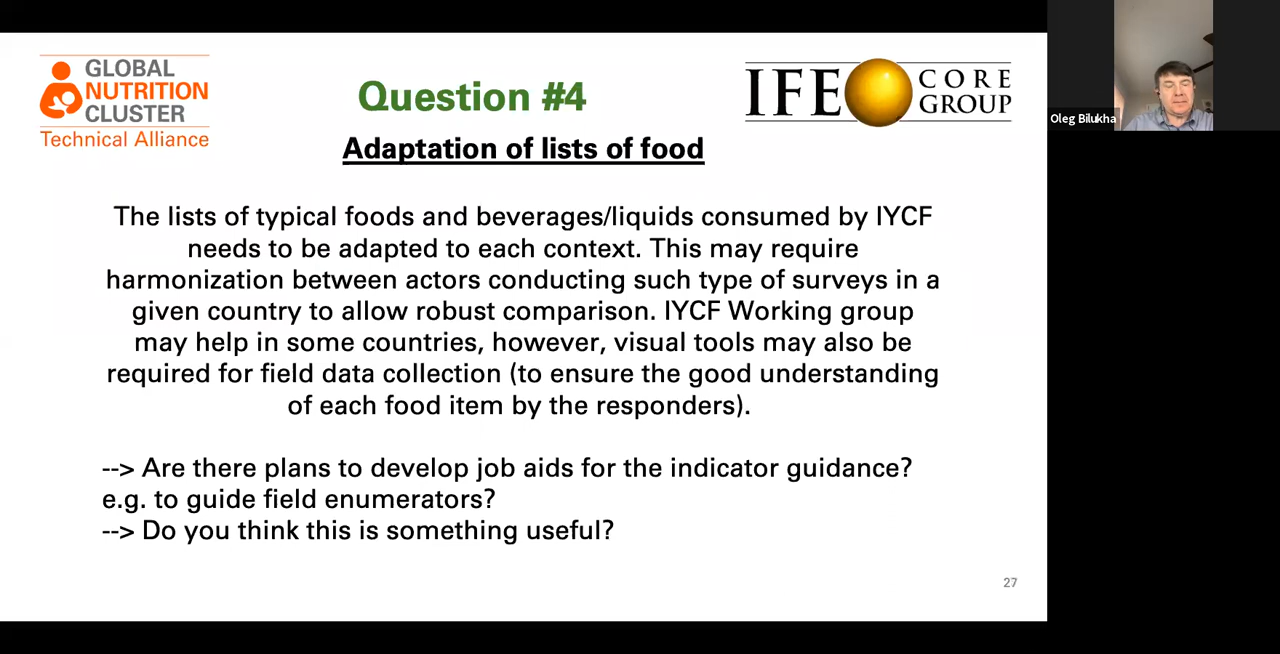 GLOBAL
NUTRITION
CLUSTER
Technical Alliance
Question #4
IFE CORE
GROUP
Oleg Bilukha
Adaptation of lists of food
The lists of typical foods and beverages/liquids consumed by IYCF
needs to be adapted to each context. This may require
harmonization between actors conducting such type of surveys in a
given country to allow robust comparison. IYCF Working group
may help in some countries, however, visual tools may also be
required for field data collection (to ensure the good understanding
of each food item by the responders).
--> Are there plans to develop job aids for the indicator guidance?
e.g. to guide field enumerators?
--> Do you think this is something useful?
27